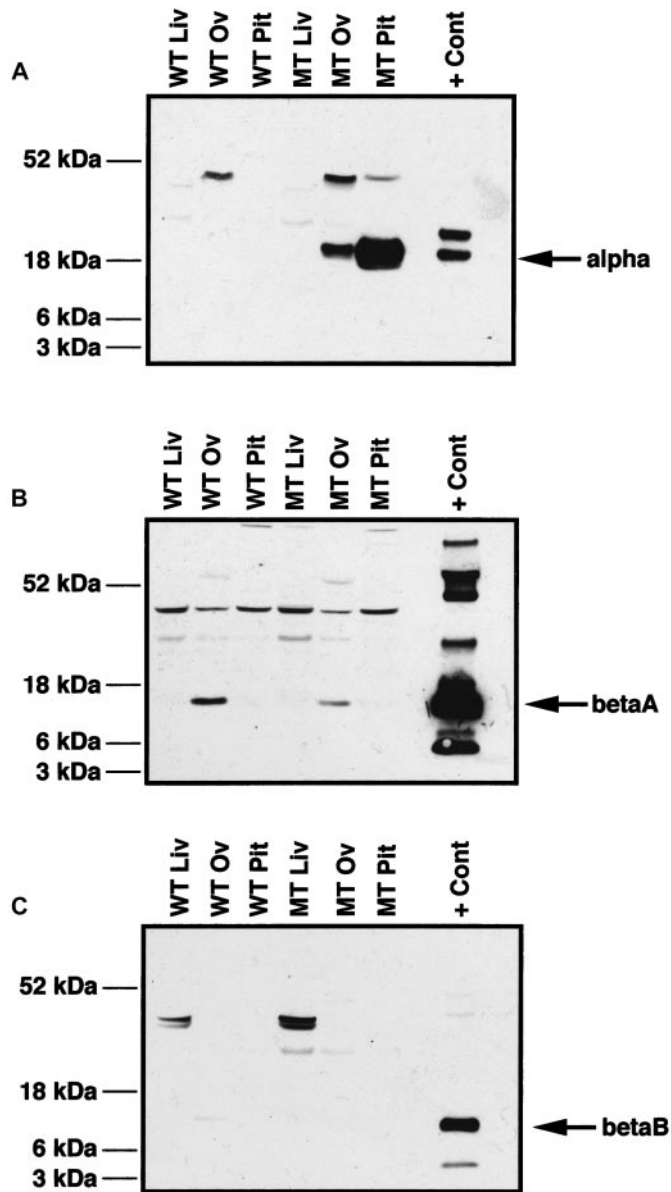 A
WT Liv
WT Ov
WT Pit
MT Liv
MT Ov
MT Pit
+ Cont
52 kDa
18 kDa
alpha
6 kDa
3 kDa
B
WT Liv
WT Ov
WT Pit
MT Liv
MT Ov
MT Pit
+ Cont
52 kDa
18 kDa
betaA
6 kDa
3 kDa
C
WT Liv
WT Ov
WT Pit
MT Liv
MT Ov
MT Pit
+ Cont
52 kDa
18 kDa
betaB
6 kDa
3 kDa